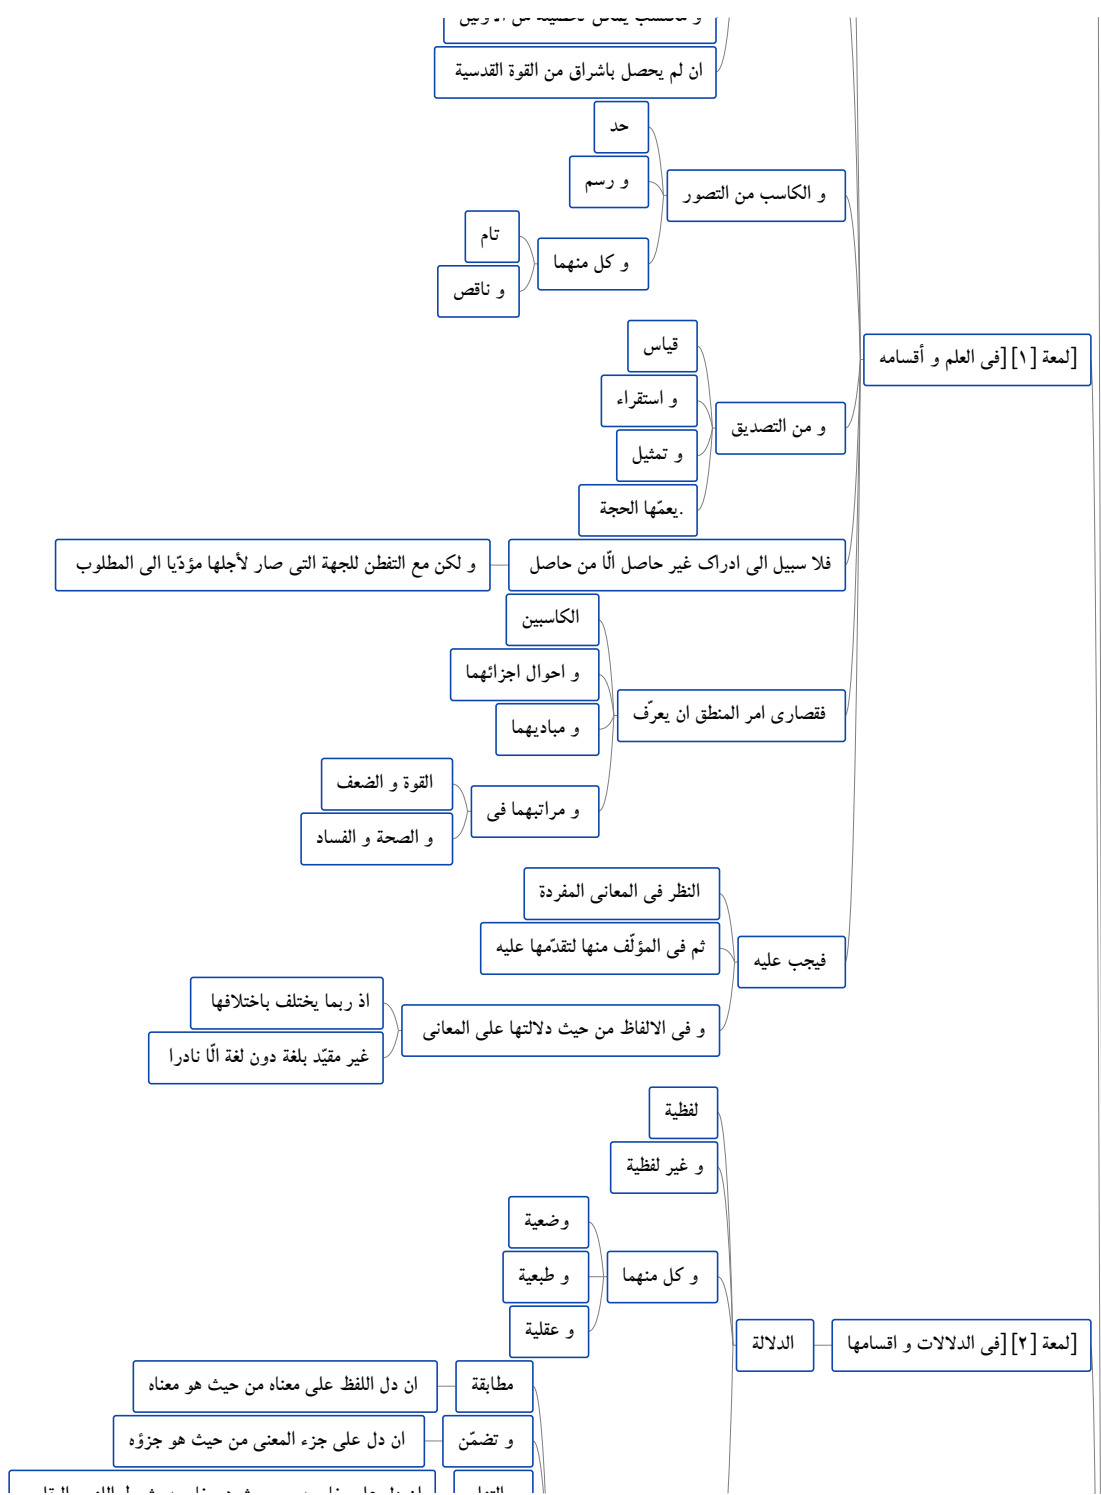 ان لم يحصل باشراق من القوة القدسية
حد
و رسم
و الكاسب من التصور
تام
و كل منهما
و ناقص
قياس
[لمعة [١] [فى العلم و أقسامه
و استقراء
و من التصديق
و تمثيل
.يعمّها الحجة
فلا سبيل الى ادراک غير حاصل الّا من حاصل
و لكن مع التفطن للجهة التى صار لأجلها مؤدّيا الى المطلوب
الكاسبين
و احوال اجزائهما
فقصارى امر المنطق ان يعرّف
و مباديهما
القوة و الضعف
و مراتبهما فى
و الصحة و الفساد
النظر فى المعانى المفردة
ثم فى المؤلّف منها لتقدّمها عليه
فيجب عليه
اذ ربما يختلف باختلافها
و فى الالفاظ من حيث دلالتها على المعانى
غير مقيّد بلغة دون لغة الّا نادرا
لفظية
و غير لفظية
وضعية
و كل منهما
و طبعية
و عقلية
[لمعة [٢] [فى الدلالات و اقسامها
الدلالة
مطابقة
ان دل اللفظ على معناه من حيث هو معناه
و تضمّن
ان دل على جزء المعنى من حيث هو جزؤه